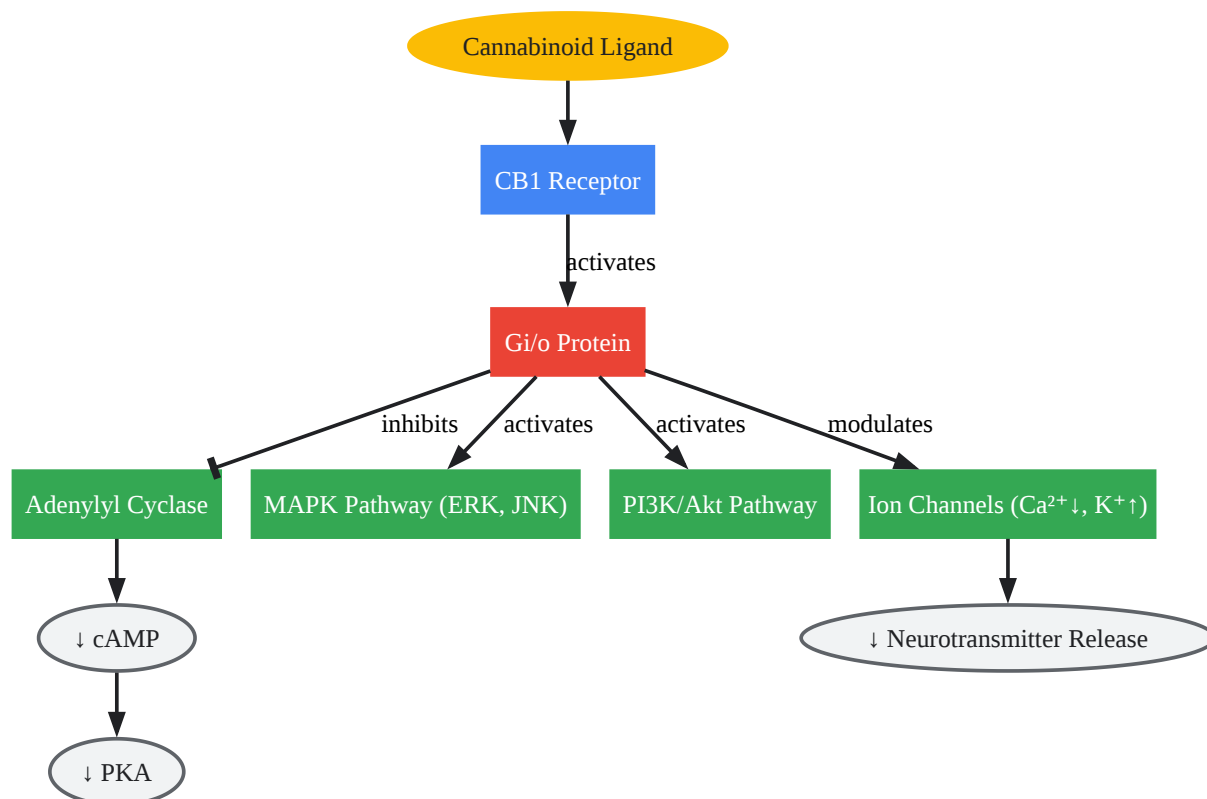 Cannabinoid Ligand
CB1 Receptor
activates
Gi/o Protein
inhibits
activates
activates
modulates
Adenylyl Cyclase
MAPK Pathway (ERK, JNK)
PI3K/Akt Pathway
Ion Channels (Ca²⁺↓, K⁺↑)
↓ cAMP
↓ Neurotransmitter Release
↓ PKA